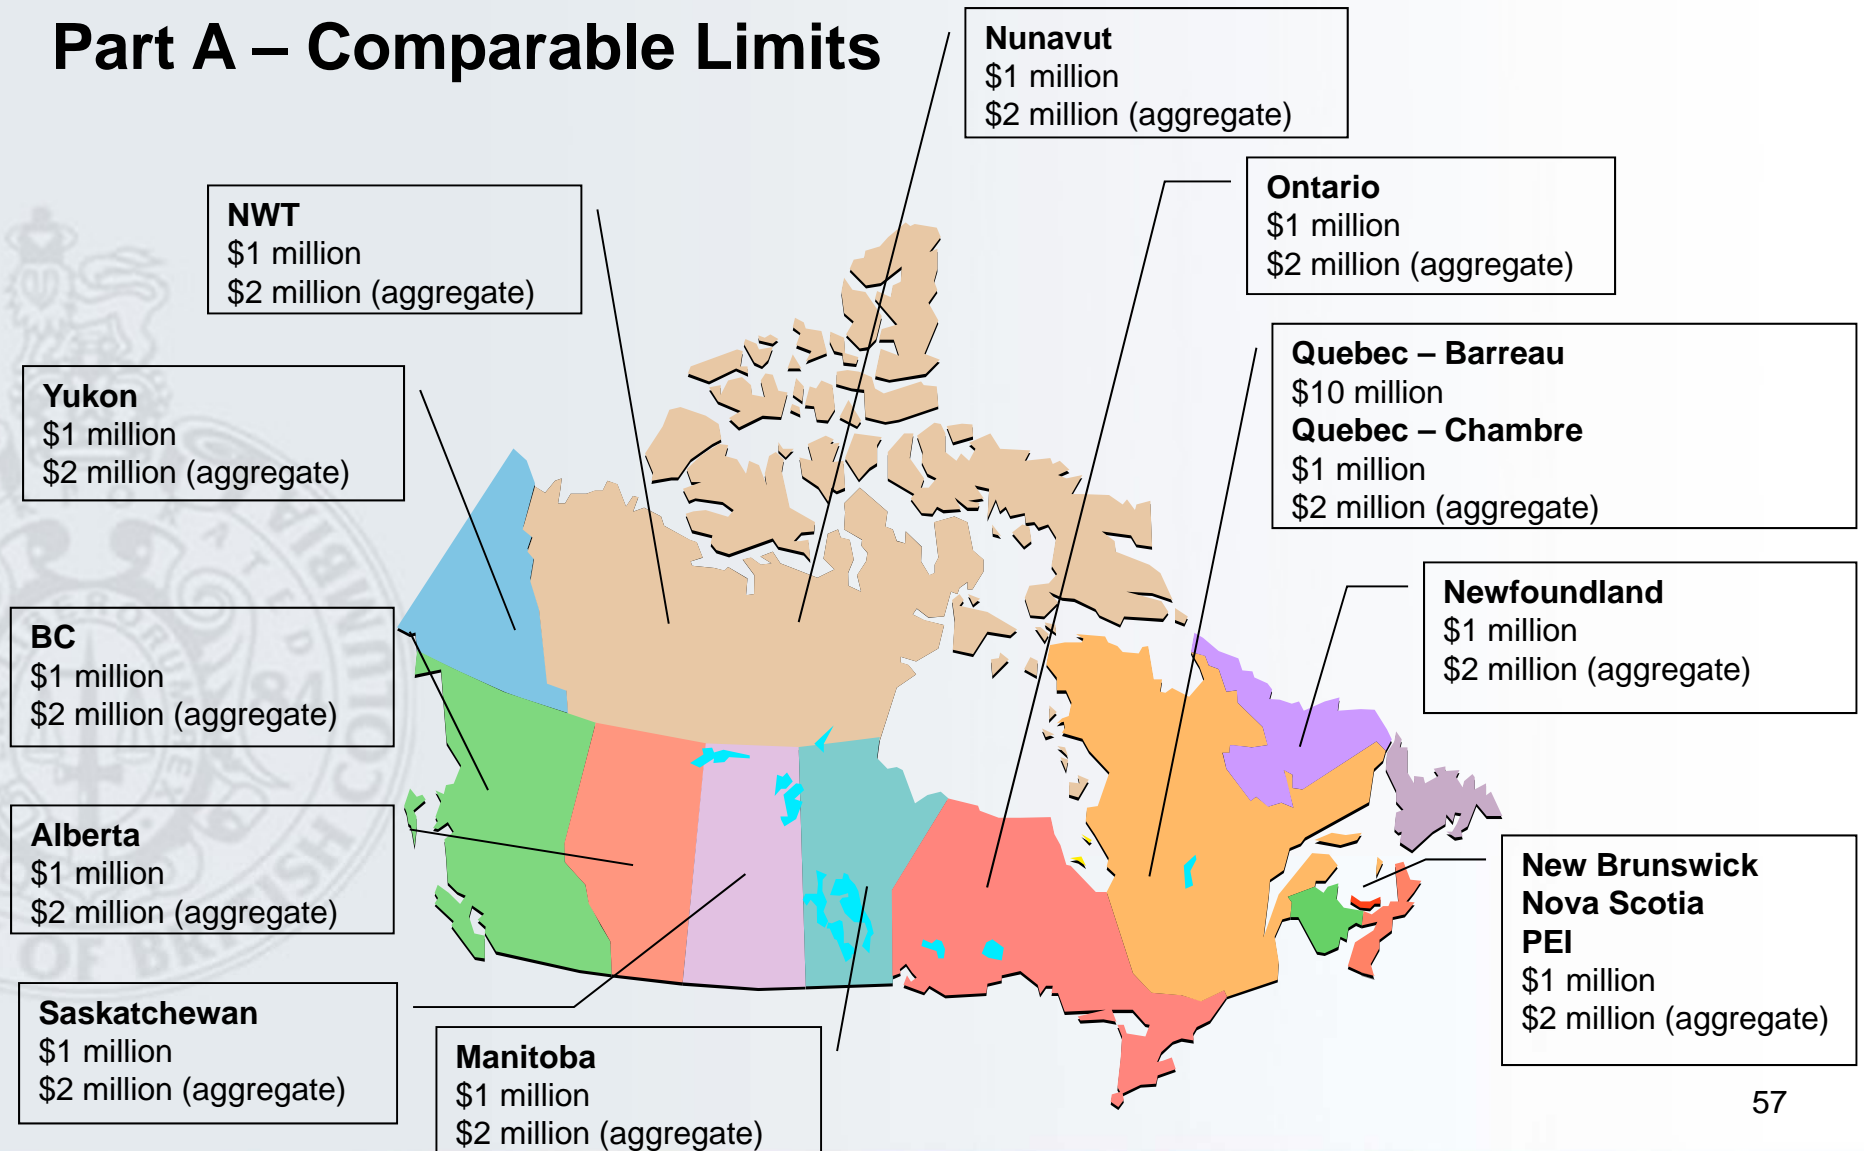 Part A – Comparable Limits
Nunavut
$1 million
$2 million (aggregate)
NWT
$1 million
$2 million (aggregate)
Ontario
$1 million
$2 million (aggregate)
Yukon
$1 million
$2 million (aggregate)
Quebec – Barreau
$10 million
Quebec – Chambre
$1 million
$2 million (aggregate)
BC
$1 million
$2 million (aggregate)
Newfoundland
$1 million
$2 million (aggregate)
Alberta
$1 million
$2 million (aggregate)
New Brunswick
Nova Scotia
PEI
$1 million
$2 million (aggregate)
Saskatchewan
$1 million
$2 million (aggregate)
Manitoba
$1 million
$2 million (aggregate)
57